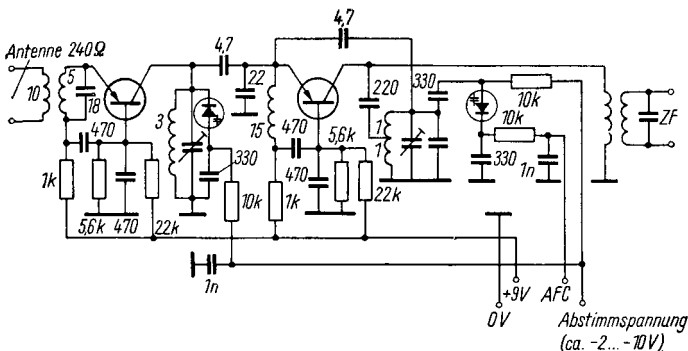 Antenne 240Ω
10
5
18
470
1k
5,6k
470
22k
3
4,7
22
330
10k
1n
4,7
15
470
470
1k
5,6k
22k
220
1
1
330
330
10k
10k
1n
ZF
0V
+9V
AFC
Abstimmspannung
(ca. -2... -10V)